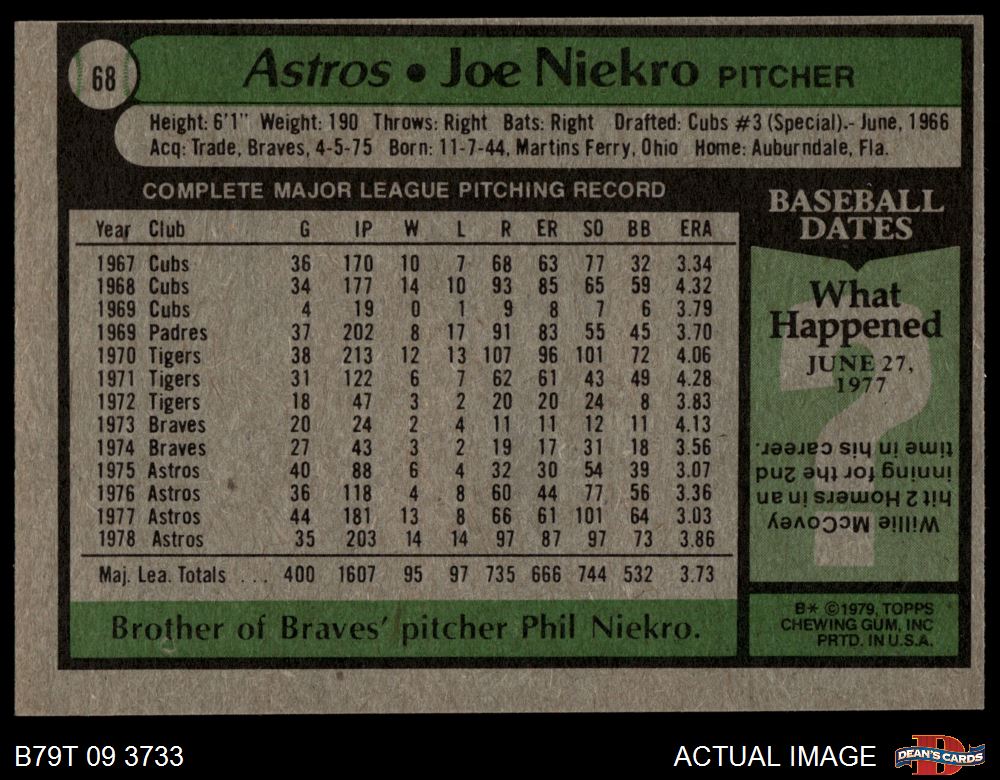 68
Astros • Joe Niekro PITCHER
Height: 6'1" Weight: 190 Throws: Right Bats: Right Drafted: Cubs #3 (Special).- June, 1966
Acq: Trade, Braves, 4-5-75 Born: 11-7-44, Martins Ferry, Ohio Home: Auburndale, Fla.
COMPLETE MAJOR LEAGUE PITCHING RECORD
Year Club G IP W L R ER SO BB ERA
1967 Cubs 36 170 10 7 68 63 77 32 3.34
1968 Cubs 34 177 14 10 93 85 65 59 4.32
1969 Cubs 4 19 0 1 9 8 7 6 3.79
1969 Padres 37 202 8 17 91 83 55 45 3.70
1970 Tigers 38 213 12 13 107 96 101 72 4.06
1971 Tigers 31 122 6 7 62 61 43 49 4.28
1972 Tigers 18 47 3 2 20 20 24 8 3.83
1973 Braves 20 24 2 4 11 11 12 11 4.13
1974 Braves 27 43 3 2 19 17 31 18 3.56
1975 Astros 40 88 6 4 32 30 54 39 3.07
1976 Astros 36 118 4 8 60 44 77 56 3.36
1977 Astros 44 181 13 8 66 61 101 64 3.03
1978 Astros 35 203 14 14 97 87 97 73 3.86
Maj. Lea. Totals ... 400 1607 95 97 735 666 744 532 3.73
Brother of Braves' pitcher Phil Niekro.
BASEBALL
DATES
What
Happened
JUNE 27,
1977
?
Willie McCovey
hit 2 Homers in an
inning for the 2nd
time in his career.
B* ©1979, TOPPS
CHEWING GUM, INC
PRTD. IN U.S.A.
B79T 09 3733
ACTUAL IMAGE
D
DEAN'S CARDS